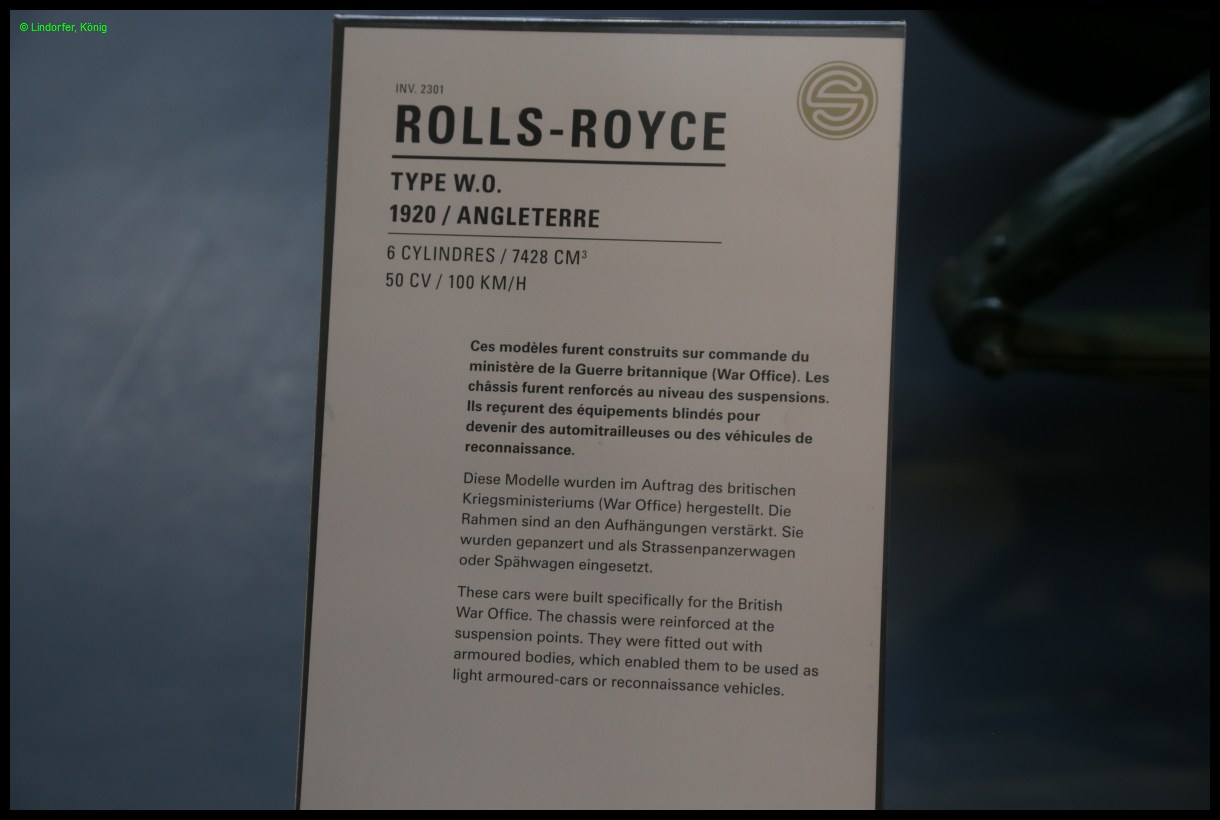 © Lindorfer, König
INV. 2301
ROLLS-ROYCE
TYPE W.O.
1920 / ANGLETERRE
6 CYLINDRES / 7428 CM³
50 CV / 100 KM/H
Ces modèles furent construits sur commande du
ministère de la Guerre britannique (War Office). Les
châssis furent renforcés au niveau des suspensions.
Ils reçurent des équipements blindés pour
devenir des automitrailleuses ou des véhicules de
reconnaissance.
Diese Modelle wurden im Auftrag des britischen
Kriegsministeriums (War Office) hergestellt. Die
Rahmen sind an den Aufhängungen verstärkt. Sie
wurden gepanzert und als Strassenpanzerwagen
oder Spähwagen eingesetzt.
These cars were built specifically for the British
War Office. The chassis were reinforced at the
suspension points. They were fitted out with
armoured bodies, which enabled them to be used as
light armoured-cars or reconnaissance vehicles.